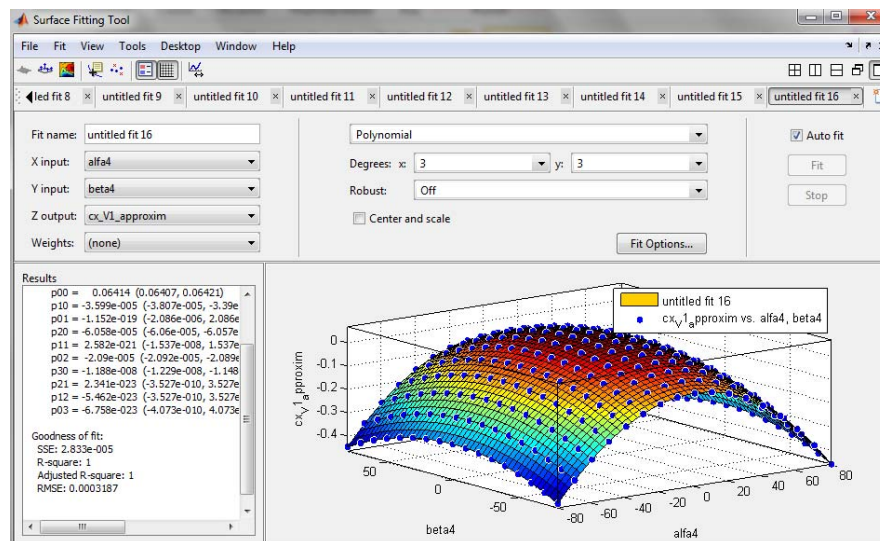 Surface Fitting Tool
File Fit View Tools Desktop Window Help
led fit 8 untitled fit 9 untitled fit 10 untitled fit 11 untitled fit 12 untitled fit 13 untitled fit 14 untitled fit 15 untitled fit 16
Fit name: untitled fit 16
X input: alfa4
Y input: beta4
Z output: cx_V1_approxim
Weights: (none)
Polynomial
Degrees: x: 3 y: 3
Robust: Off
Center and scale
Fit Options...
Auto fit
Fit
Stop
Results
p00 = 0.06414 (0.06407, 0.06421)
p10 = -3.599e-005 (-3.807e-005, -3.39e
p01 = -1.152e-019 (-2.086e-006, 2.086e
p20 = -6.058e-005 (-6.06e-005, -6.057e
p11 = 2.582e-021 (-1.537e-008, 1.537e
p02 = -2.09e-005 (-2.092e-005, -2.089e
p30 = -1.188e-008 (-1.229e-008, -1.148
p21 = 2.341e-023 (-3.527e-010, 3.527e
p12 = -5.462e-023 (-3.527e-010, 3.527e
p03 = -6.758e-023 (-4.073e-010, 4.073e
Goodness of fit:
SSE: 2.833e-005
R-square: 1
Adjusted R-square: 1
RMSE: 0.0003187
untitled fit 16
cx_V1_approxim vs. alfa4, beta4
cx_V1_approxim
0
-0.1
-0.2
-0.3
-0.4
50
0
-50
beta4
-80 -60 -40 -20 0 20 40 60 80
alfa4